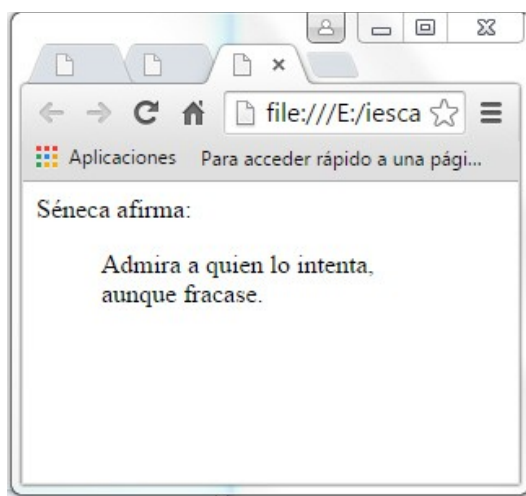 file:///E:/iesca
Aplicaciones Para acceder rápido a una pági...
Séneca afirma:
Admira a quien lo intenta,
aunque fracase.